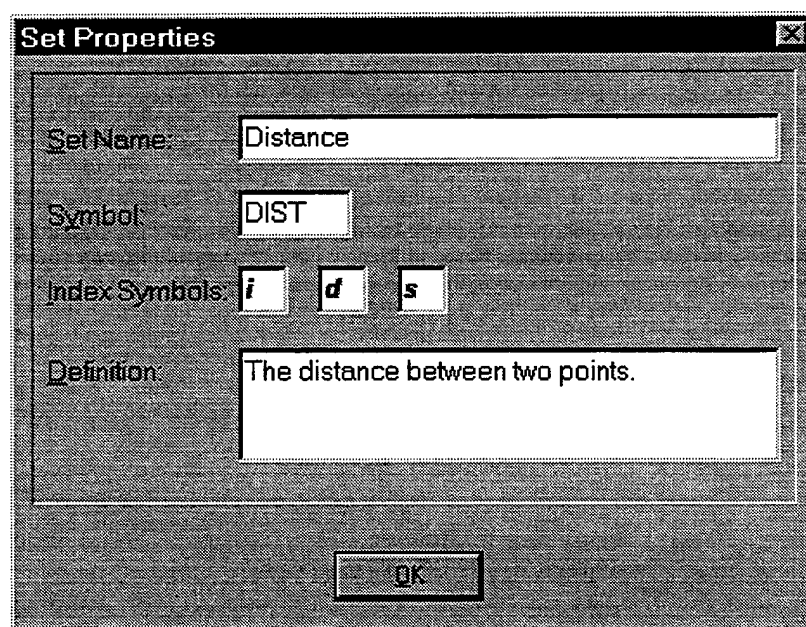 Set Properties
Set Name: Distance
Symbol: DIST
Index Symbols: i d s
Definition: The distance between two points.
OK